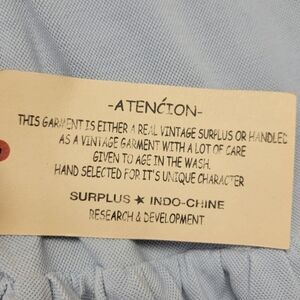 -ATENCION-
THIS GARMENT IS EITHER A REAL VINTAGE SURPLUS OR HANDLED
AS A VINTAGE GARMENT WITH A LOT OF CARE
GIVEN TO AGE IN THE WASH.
HAND SELECTED FOR IT'S UNIQUE CHARACTER
SURPLUS ★ INDO-CHINE
RESEARCH & DEVELOPMENT